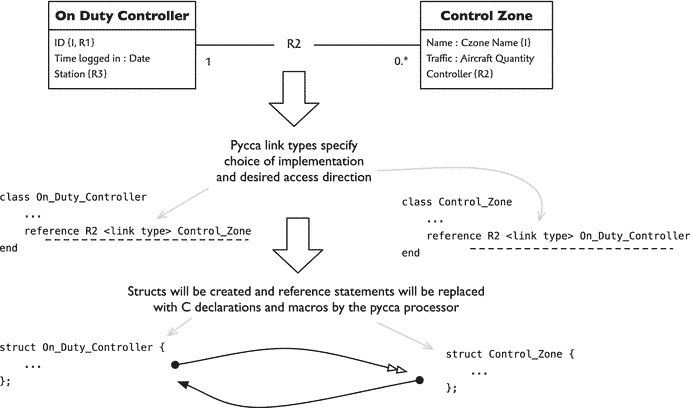 On Duty Controller
Control Zone
ID {I, R1}
Time logged in : Date
Station {R3}
R2
1
0.*
Name : Czone Name {I}
Traffic : Aircraft Quantity
Controller {R2}
Pycca link types specify
choice of implementation
and desired access direction
class On_Duty_Controller
...
reference R2 <link type> Control_Zone
end
class Control_Zone
...
reference R2 <link type> On_Duty_Controller
end
Structs will be created and reference statements will be replaced
with C declarations and macros by the pycca processor
struct On_Duty_Controller {
...
};
struct Control_Zone {
...
};